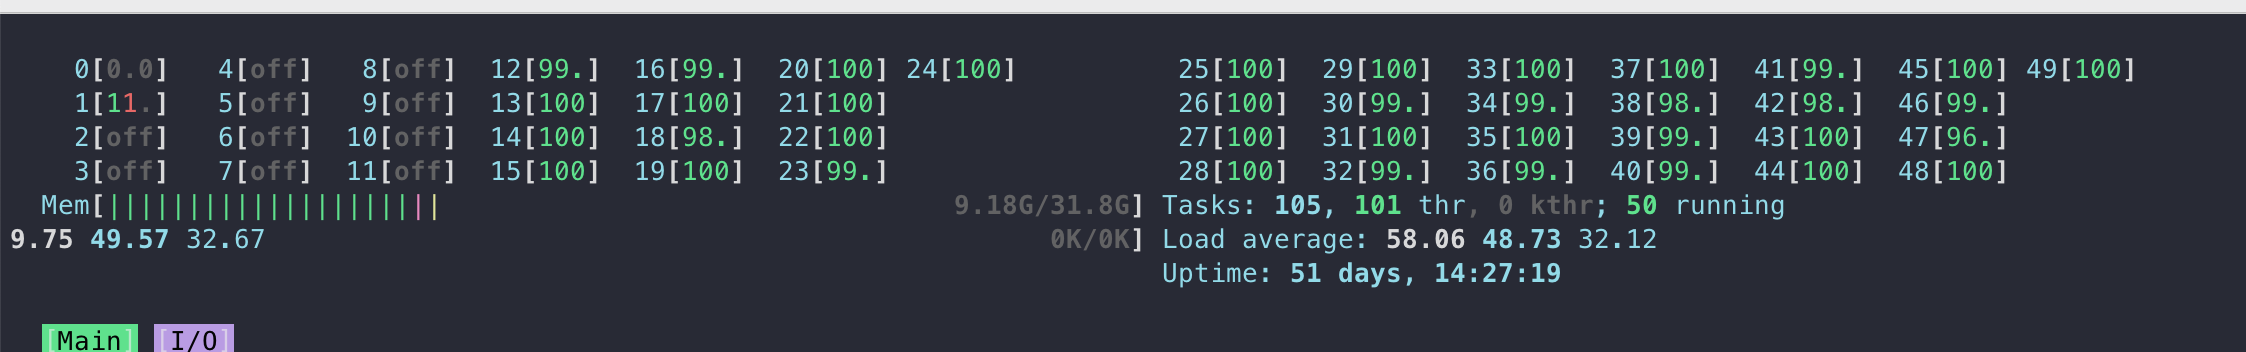 0[0.0] 4[off] 8[off] 12[99.] 16[99.] 20[100] 24[100] 25[100] 29[100] 33[100] 37[100] 41[99.] 45[100] 49[100]
1[11.] 5[off] 9[off] 13[100] 17[100] 21[100] 26[100] 30[99.] 34[99.] 38[98.] 42[98.] 46[99.]
2[off] 6[off] 10[off] 14[100] 18[98.] 22[100] 27[100] 31[100] 35[100] 39[99.] 43[100] 47[96.]
3[off] 7[off] 11[off] 15[100] 19[100] 23[99.] 28[100] 32[99.] 36[99.] 40[99.] 44[100] 48[100]
Mem[||||||||||||||||||||| 9.18G/31.8G] Tasks: 105, 101 thr, 0 kthr; 50 running
9.75 49.57 32.67 0K/0K] Load average: 58.06 48.73 32.12
Uptime: 51 days, 14:27:19
[Main] [I/O]